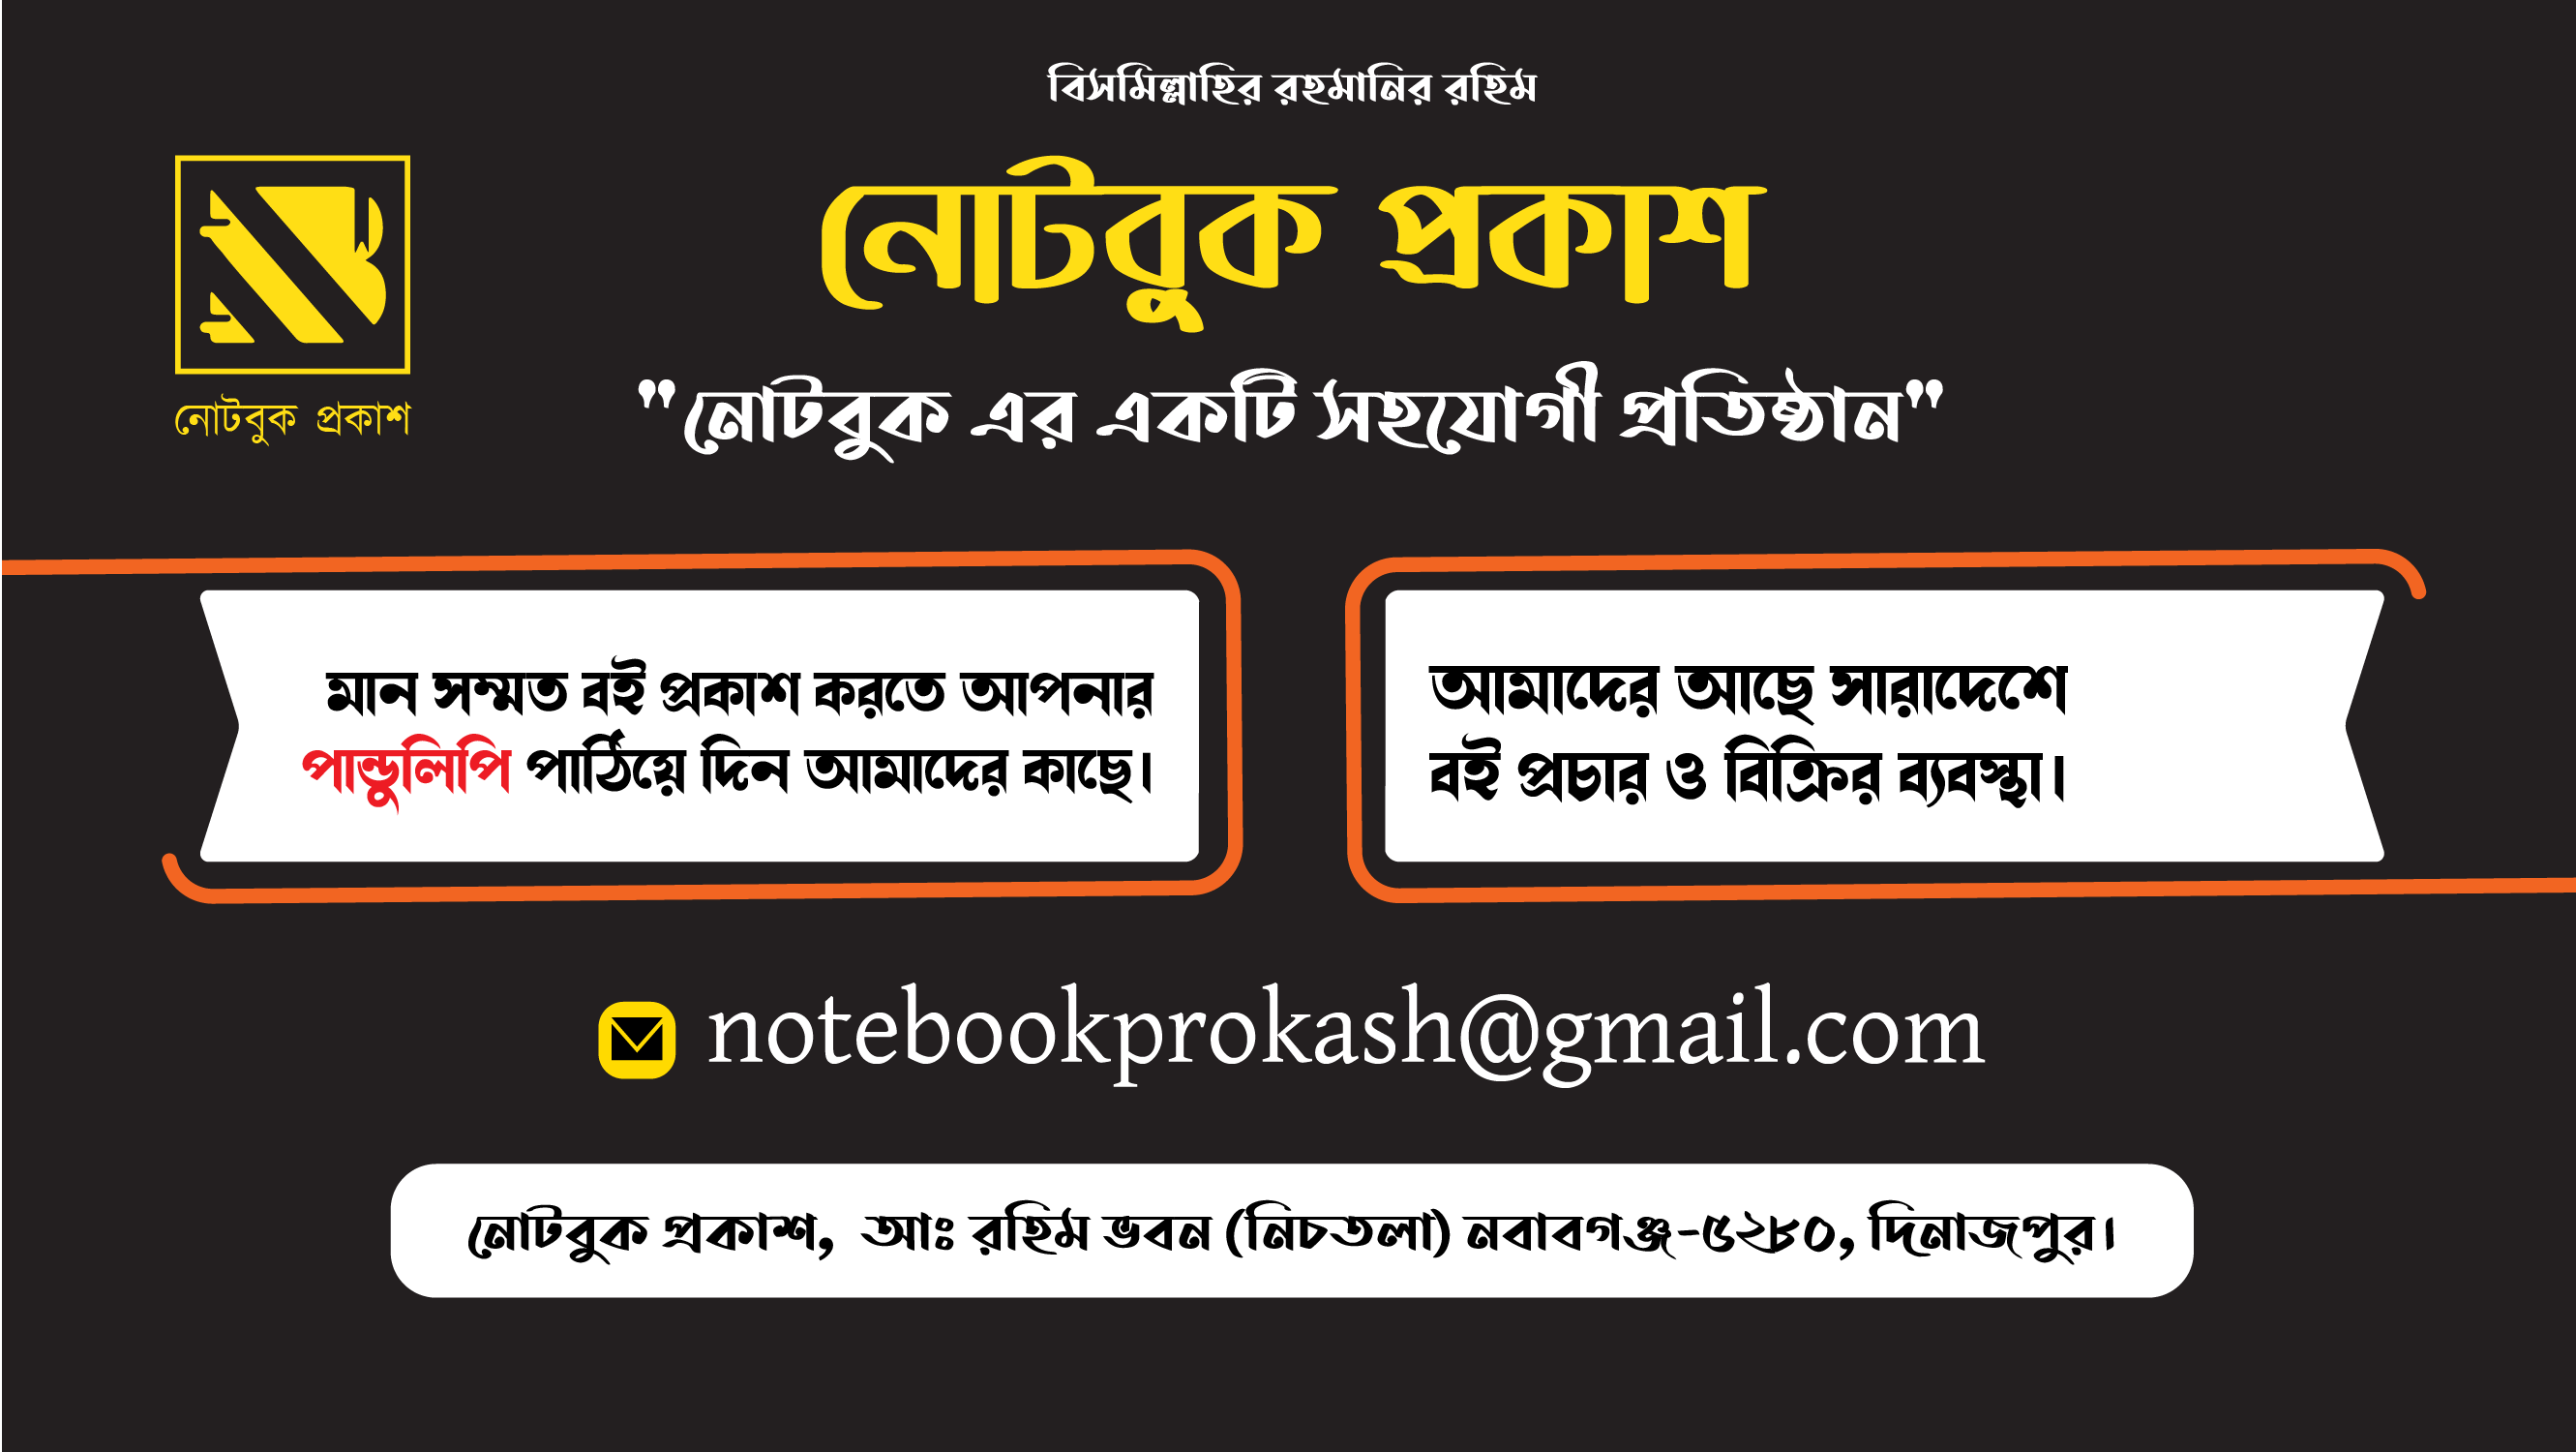 বিসমিল্লাহির রহমানির রহিম
নোটবুক প্রকাশ
নোটবুক প্রকাশ
"নোটবুক এর একটি সহযোগী প্রতিষ্ঠান"
মান সম্মত বই প্রকাশ করতে আপনার
পান্ডুলিপি পাঠিয়ে দিন আমাদের কাছে।
আমাদের আছে সারাদেশে
বই প্রচার ও বিক্রির ব্যবস্থা।
notebookprokash@gmail.com
নোটবুক প্রকাশ, আঃ রহিম ভবন (নিচতলা) নবাবগঞ্জ-৫২৮০, দিনাজপুর।